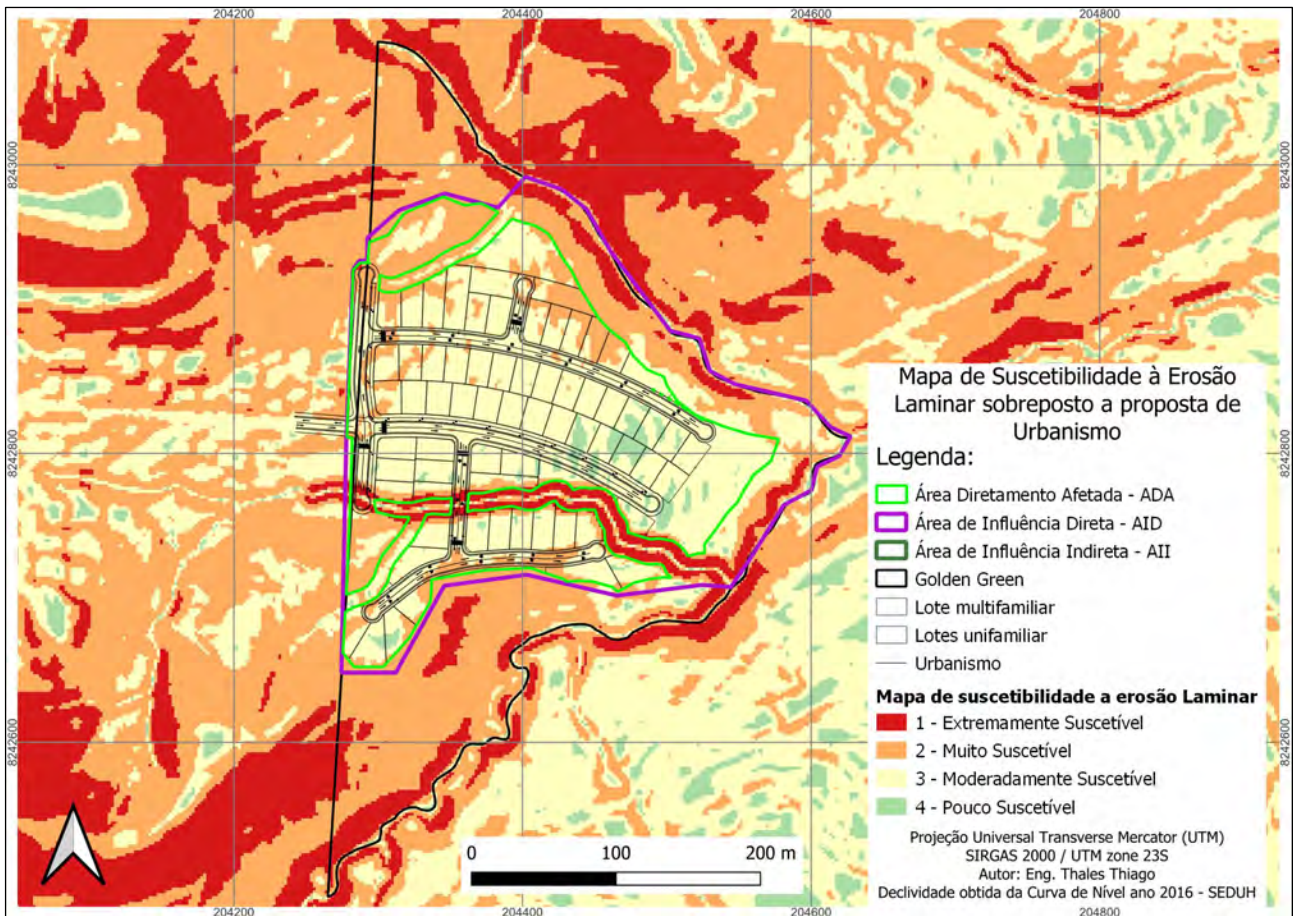 204200 204400 204600 204800
8243000 8243000
8242800 8242800
8242600 8242600
Mapa de Suscetibilidade à Erosão
Laminar sobreposto a proposta de
Urbanismo
Legenda:
Área Diretamento Afetada - ADA
Área de Influência Direta - AID
Área de Influência Indireta - AII
Golden Green
Lote multifamiliar
Lotes unifamiliar
Urbanismo
Mapa de suscetibilidade a erosão Laminar
1 - Extremamente Suscetível
2 - Muito Suscetível
3 - Moderadamente Suscetível
4 - Pouco Suscetível
Projeção Universal Transverse Mercator (UTM)
SIRGAS 2000 / UTM zone 23S
Autor: Eng. Thales Thiago
Declividade obtida da Curva de Nível ano 2016 - SEDUH
0 100 200 m
204200 204400 204600 204800